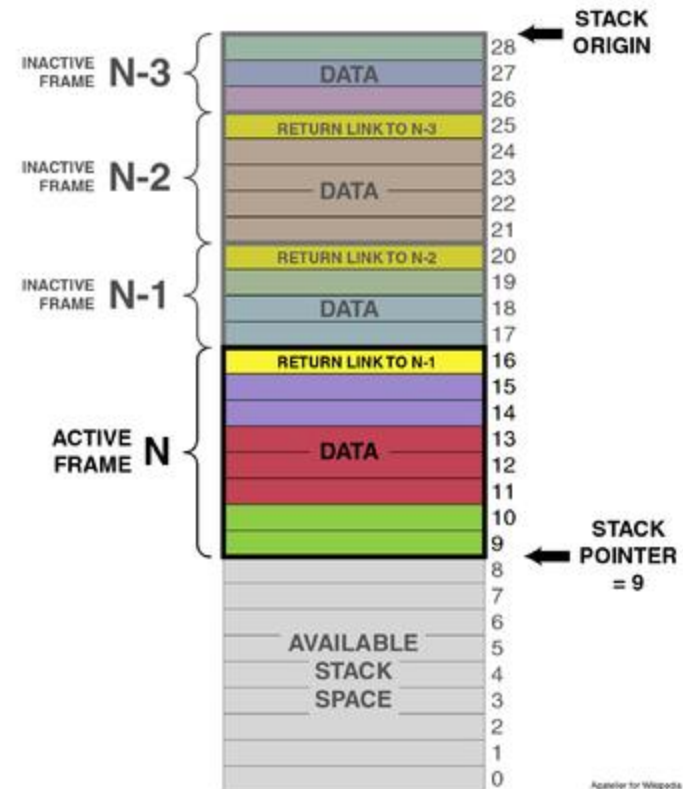 STACK
ORIGIN
INACTIVE
FRAME N-3
DATA
28
27
26
INACTIVE
FRAME N-2
RETURN LINK TO N-3
DATA
25
24
23
22
21
INACTIVE
FRAME N-1
RETURN LINK TO N-2
DATA
20
19
18
17
ACTIVE
FRAME N
RETURN LINK TO N-1
DATA
16
15
14
13
12
11
10
9
STACK
POINTER
= 9
AVAILABLE
STACK
SPACE
8
7
6
5
4
3
2
1
0
for Wikipedia